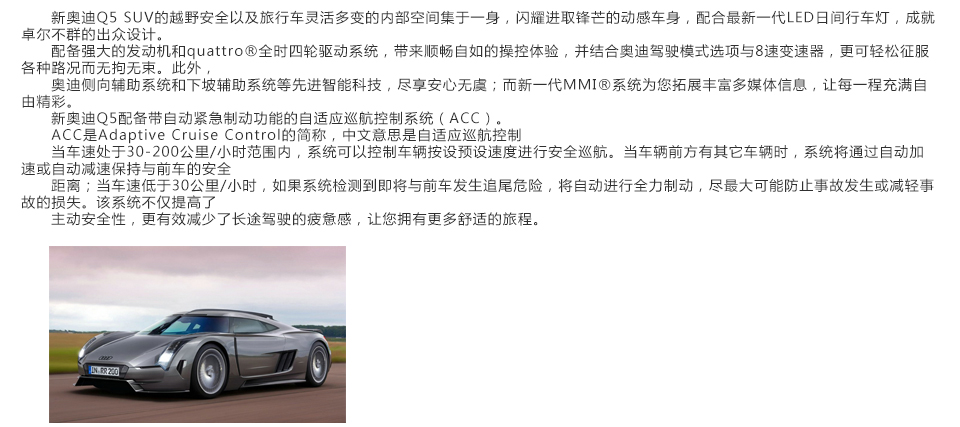 新奥迪Q5 SUV的越野安全以及旅行车灵活多变的内部空间集于一身，闪耀进取锋芒的动感车身，配合最新一代LED日间行车灯，成就
卓尔不群的出众设计。
配备强大的发动机和quattro®全时四轮驱动系统，带来顺畅自如的操控体验，并结合奥迪驾驶模式选项与8速变速器，更可轻松征服
各种路况而无拘无束。此外，
奥迪侧向辅助系统和下坡辅助系统等先进智能科技，尽享安心无虞；而新一代MMI®系统为您拓展丰富多媒体信息，让每一程充满自
由精彩。
新奥迪Q5配备带自动紧急制动功能的自适应巡航控制系统（ACC）。
ACC是Adaptive Cruise Control的简称，中文意思是自适应巡航控制
当车速处于30-200公里/小时范围内，系统可以控制车辆按设预设速度进行安全巡航。当车辆前方有其它车辆时，系统将通过自动加
速或自动减速保持与前车的安全
距离；当车速低于30公里/小时，如果系统检测到即将与前车发生追尾危险，将自动进行全力制动，尽最大可能防止事故发生或减轻事
故的损失。该系统不仅提高了
主动安全性，更有效减少了长途驾驶的疲惫感，让您拥有更多舒适的旅程。
IN RR 200